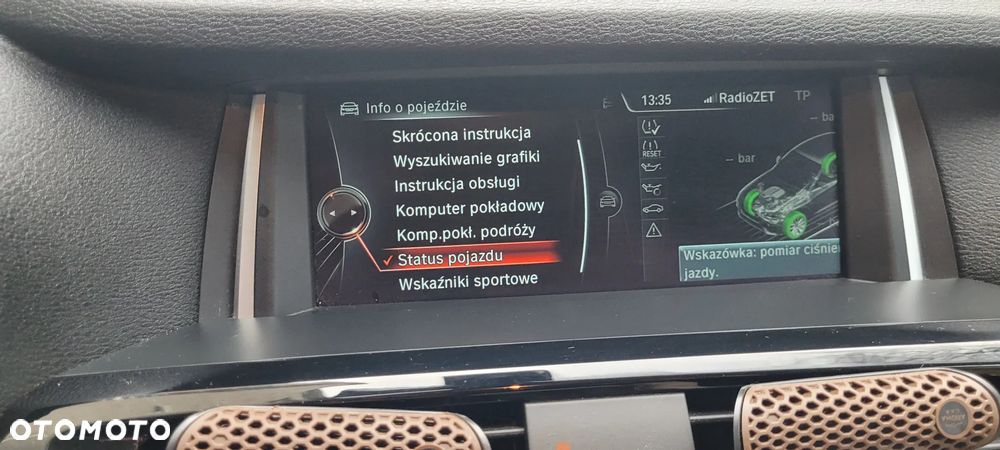 Info o pojeździe
13:35
RadioZET
TP
Skrócona instrukcja
Wyszukiwanie grafiki
Instrukcja obsługi
Komputer pokładowy
Komp.pokł. podróży
Status pojazdu
Wskaźniki sportowe
RESET
-- bar
-- bar
Wskazówka: pomiar ciśnie
jazdy.
OTOMOTO